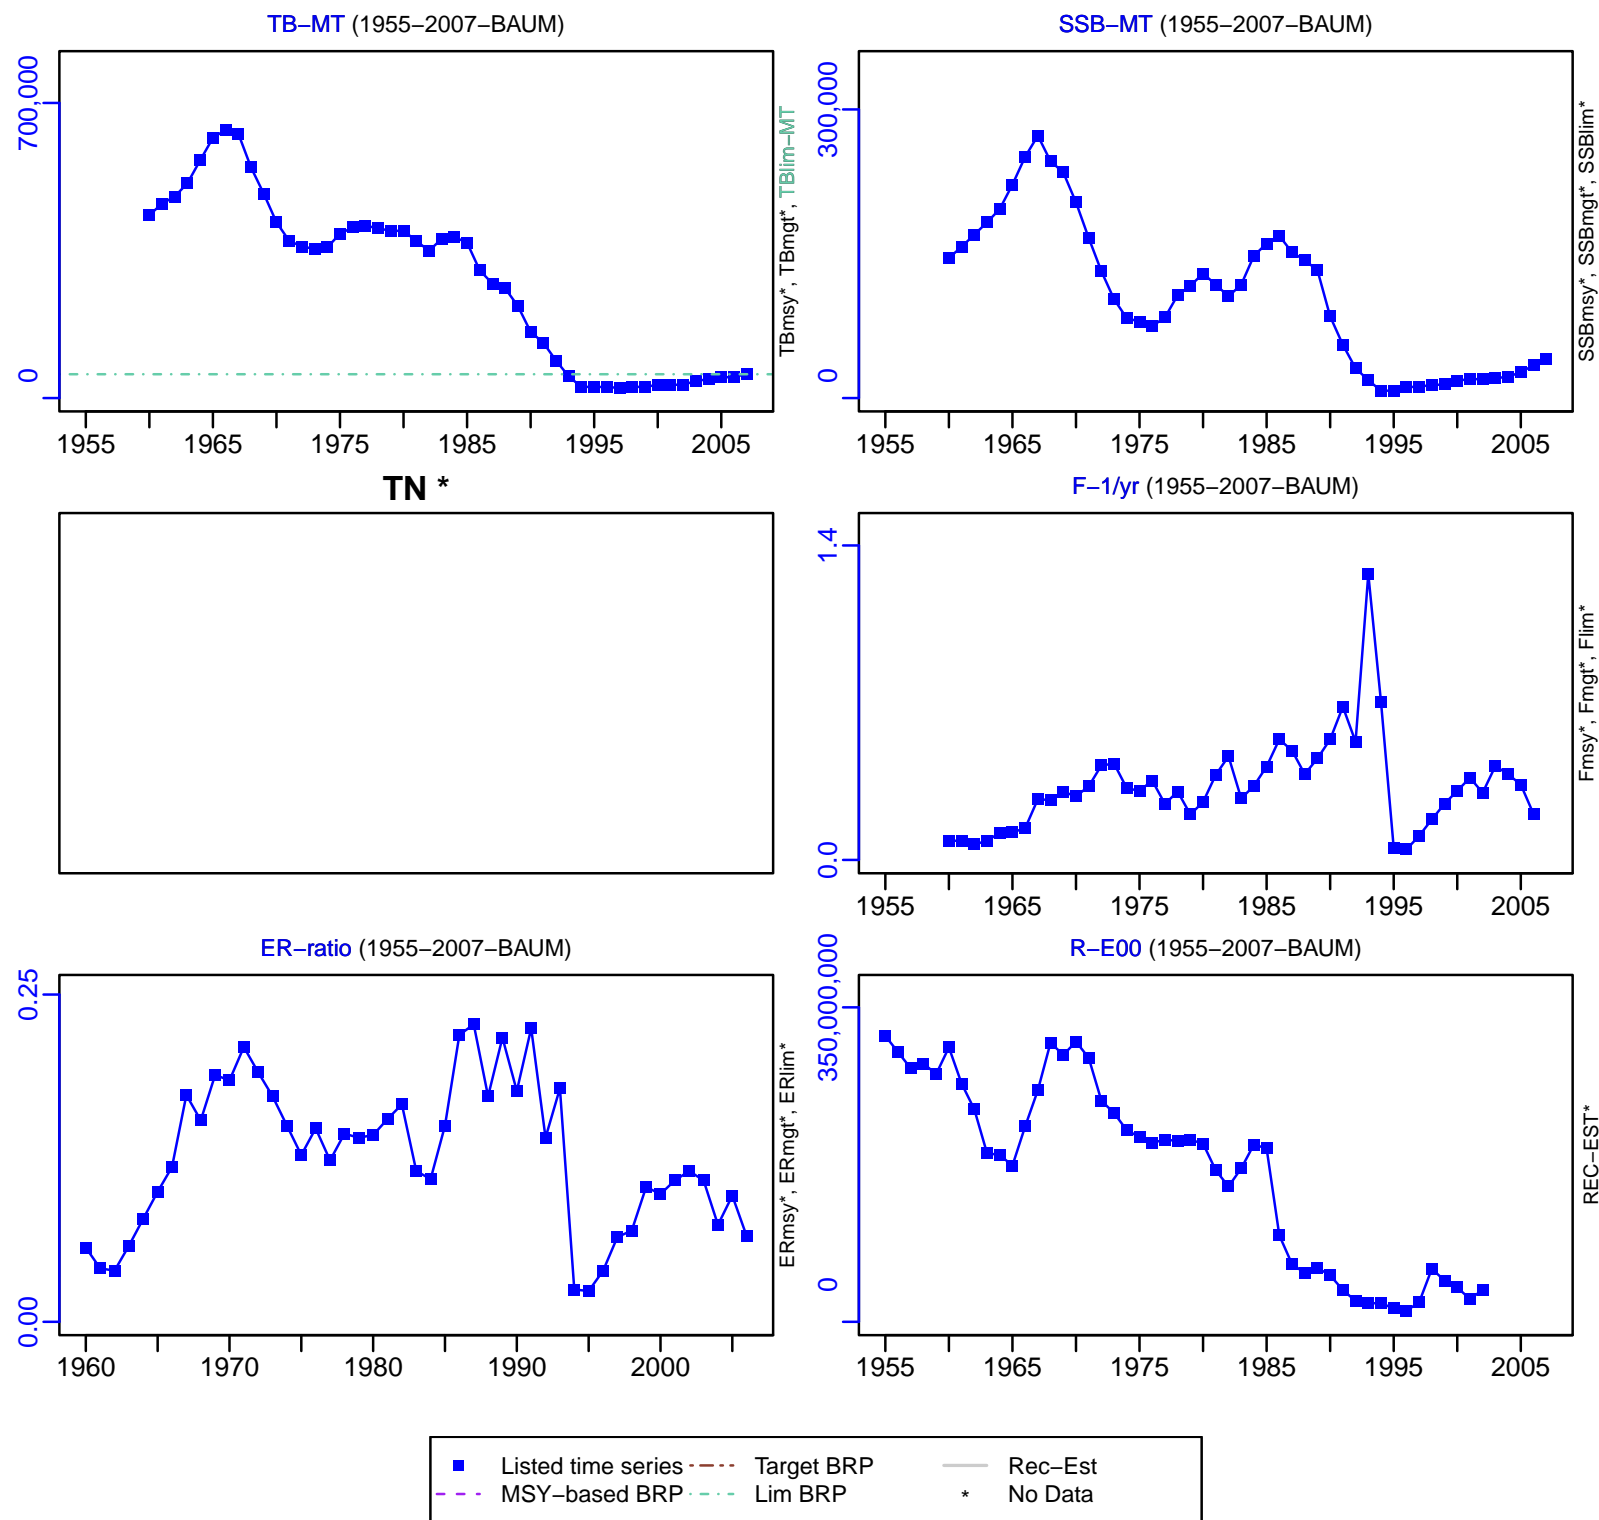 TB−MT (1955−2007−BAUM)
700,000
0
1955 1965 1975 1985 1995 2005
TBmsy*, TBmgt*, TBlim−MT
SSB−MT (1955−2007−BAUM)
300,000
0
1955 1965 1975 1985 1995 2005
SSBmsy*, SSBmgt*, SSBlim*
TN *
F−1/yr (1955−2007−BAUM)
1.4
0.0
1955 1965 1975 1985 1995 2005
Fmsy*, Fmgt*, Flim*
ER−ratio (1955−2007−BAUM)
0.25
0.00
1960 1970 1980 1990 2000
ERmsy*, ERmgt*, ERlim*
R−E00 (1955−2007−BAUM)
350,000,000
0
1955 1965 1975 1985 1995 2005
REC−EST*
Listed time series Target BRP Rec−Est
MSY−based BRP Lim BRP * No Data